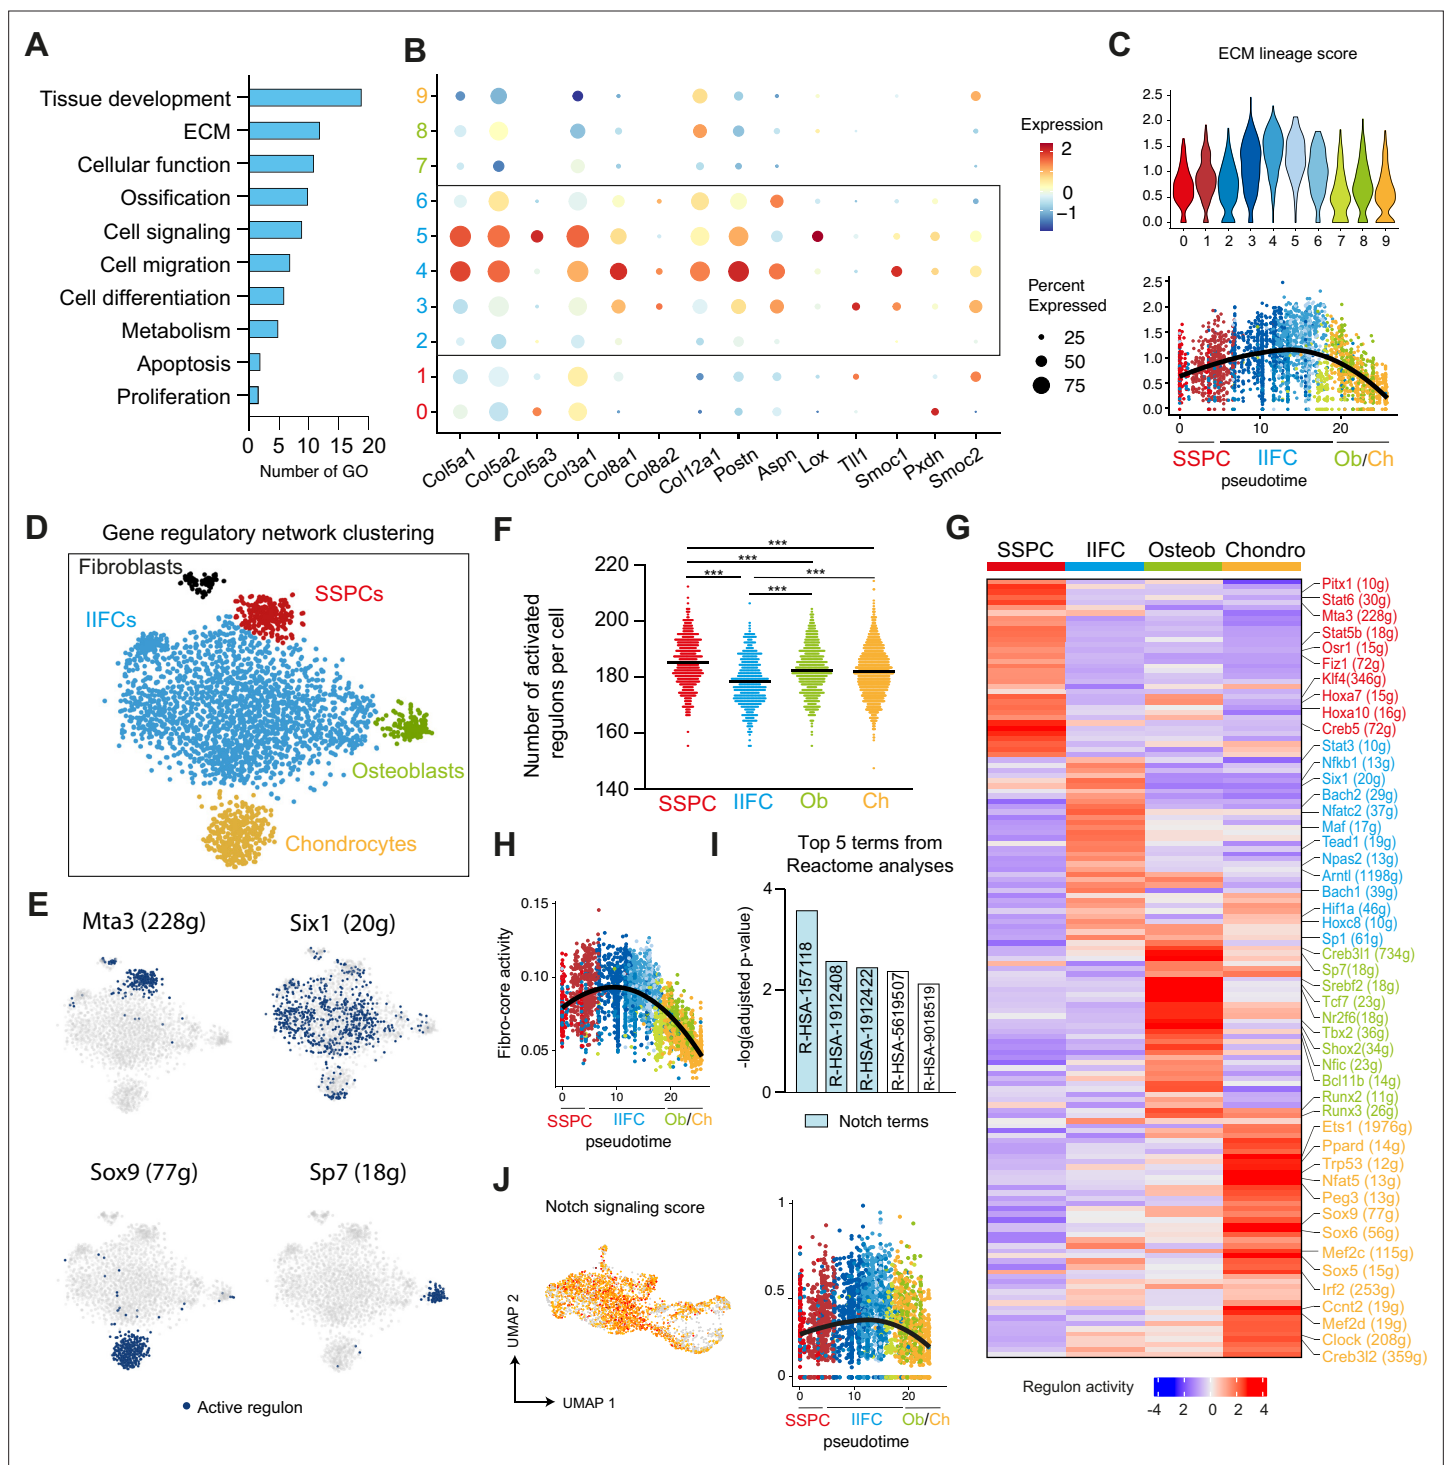 A
Tissue development
ECM
Cellular function
Ossification
Cell signaling
Cell migration
Cell differentiation
Metabolism
Apoptosis
Proliferation
0 5 10 15 20
Number of GO
B
9
8
7
6
5
4
3
2
1
0
Col5a1 Col5a2 Col5a3 Col3a1 Col8a1 Col8a2 Col12a1 Postn Aspn Lox Tll1 Smoc1 Pxdn Smoc2
Expression
2
0
−1
Percent
Expressed
25
50
75
C
ECM lineage score
2.5
2.0
1.5
1.0
0.5
0.0
0 1 2 3 4 5 6 7 8 9
2.5
2.0
1.5
1.0
0.5
0.0
0 10 20
SSPC IIFC Ob/Ch
pseudotime
D
Gene regulatory network clustering
Fibroblasts
SSPCs
IIFCs
Osteoblasts
Chondrocytes
E
Mta3 (228g)
Six1 (20g)
Sox9 (77g)
Sp7 (18g)
Active regulon
F
Number of activated
regulons per cell
220
200
180
160
140
***
***
*** ***
***
SSPC IIFC Ob Ch
G
SSPC IIFC Osteob Chondro
Pitx1 (10g)
Stat6 (30g)
Mta3 (228g)
Stat5b (18g)
Osr1 (15g)
Fiz1 (72g)
Klf4(346g)
Hoxa7 (15g)
Hoxa10 (16g)
Creb5 (72g)
Stat3 (10g)
Nfkb1 (13g)
Six1 (20g)
Bach2 (29g)
Nfatc2 (37g)
Maf (17g)
Tead1 (19g)
Npas2 (13g)
Arntl (1198g)
Bach1 (39g)
Hif1a (46g)
Hoxc8 (10g)
Sp1 (61g)
Creb3l1 (734g)
Sp7(18g)
Srebf2 (18g)
Tcf7 (23g)
Nr2f6(18g)
Tbx2 (36g)
Shox2(34g)
Nfic (23g)
Bcl11b (14g)
Runx2 (11g)
Runx3 (26g)
Ets1 (1976g)
Ppard (14g)
Trp53 (12g)
Nfat5 (13g)
Peg3 (13g)
Sox9 (77g)
Sox6 (56g)
Mef2c (115g)
Sox5 (15g)
Irf2 (253g)
Ccnt2 (19g)
Mef2d (19g)
Clock (208g)
Creb3l2 (359g)
Regulon activity
-4 2 0 2 4
H
Fibro-core activity
0.15
0.10
0.05
0 10 20
SSPC IIFC Ob/Ch
pseudotime
I
Top 5 terms from
Reactome analyses
-log(adjusted p-value)
4
2
0
R-HSA-157118
R-HSA-1912408
R-HSA-1912422
R-HSA-5619507
R-HSA-9018519
Notch terms
J
Notch signaling score
UMAP 2
UMAP 1
1
0.5
0
0 10 20
SSPC IIFC Ob/Ch
pseudotime